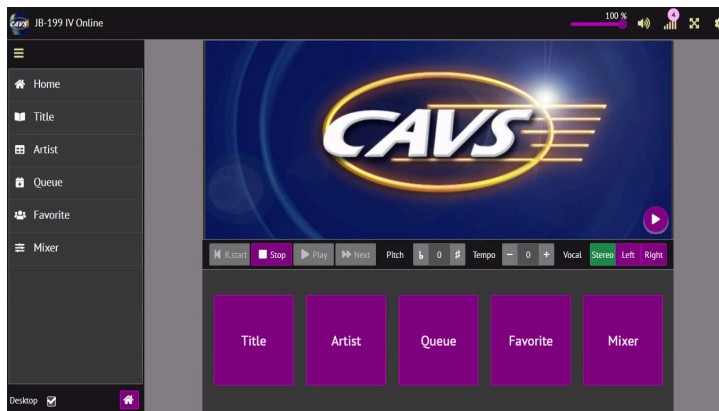 CAVS JB-199 IV Online
100 %
4
Home
Title
Artist
Queue
Favorite
Mixer
CAVS
R.start Stop Play Next Pitch ♭ 0 ♯ Tempo − 0 + Vocal Stereo Left Right
Title Artist Queue Favorite Mixer
Desktop